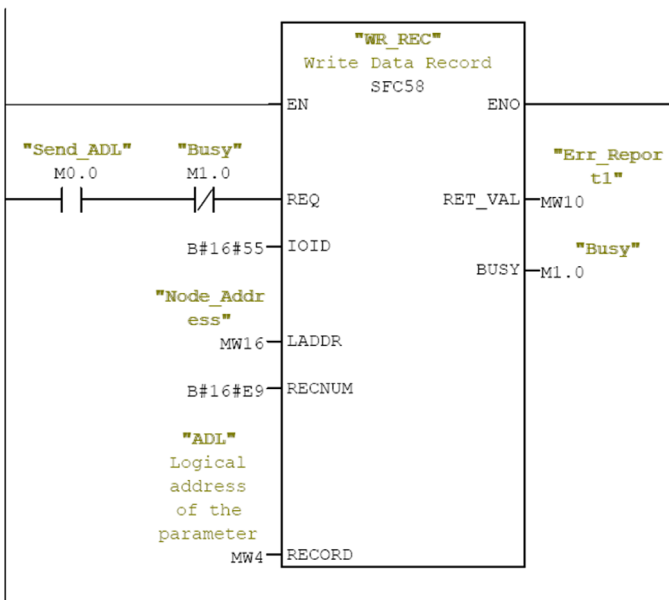 "WR_REC"
Write Data Record
SFC58
EN
ENO
"Send_ADL"
M0.0
"Busy"
M1.0
REQ
"Err_Repor
t1"
RET_VAL
MW10
B#16#55
IOID
"Busy"
BUSY
M1.0
"Node_Addr
ess"
MW16
LADDR
B#16#E9
RECNUM
"ADL"
Logical
address
of the
parameter
MW4
RECORD